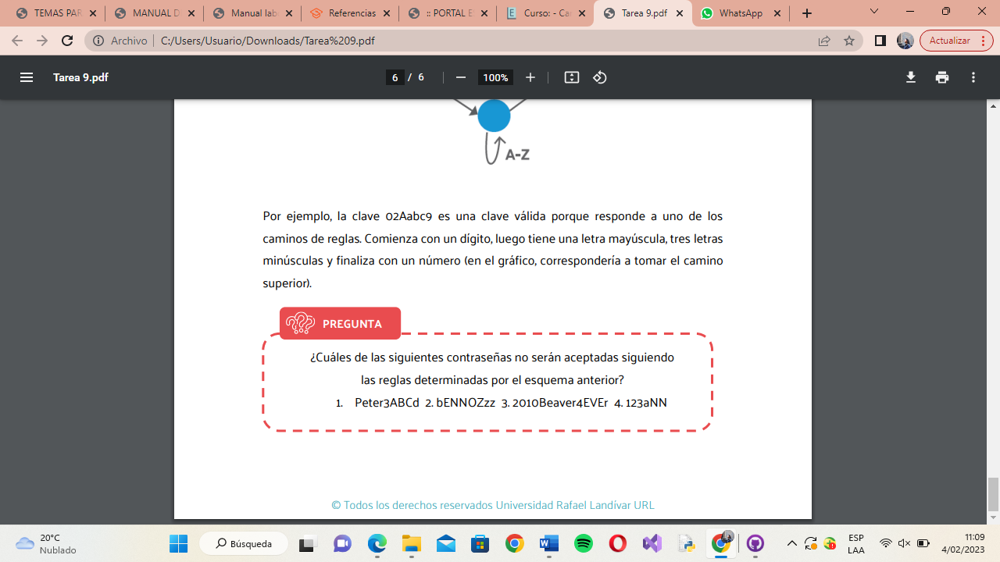 TEMAS PAR
MANUAL D
Manual lab
Referencias
:: PORTAL E
Curso: - Car
Tarea 9.pdf
WhatsApp
Archivo
C:/Users/Usuario/Downloads/Tarea%209.pdf
Actualizar
Tarea 9.pdf
6 / 6
100%
A-Z
Por ejemplo, la clave 02Aabc9 es una clave válida porque responde a uno de los
caminos de reglas. Comienza con un dígito, luego tiene una letra mayúscula, tres letras
minúsculas y finaliza con un número (en el gráfico, correspondería a tomar el camino
superior).
PREGUNTA
¿Cuáles de las siguientes contraseñas no serán aceptadas siguiendo
las reglas determinadas por el esquema anterior?
1. Peter3ABCd 2. bENNOZzz 3. 2010Beaver4EVEr 4. 123aNN
© Todos los derechos reservados Universidad Rafael Landívar URL
20°C
Nublado
Búsqueda
ESP
LAA
11:09
4/02/2023